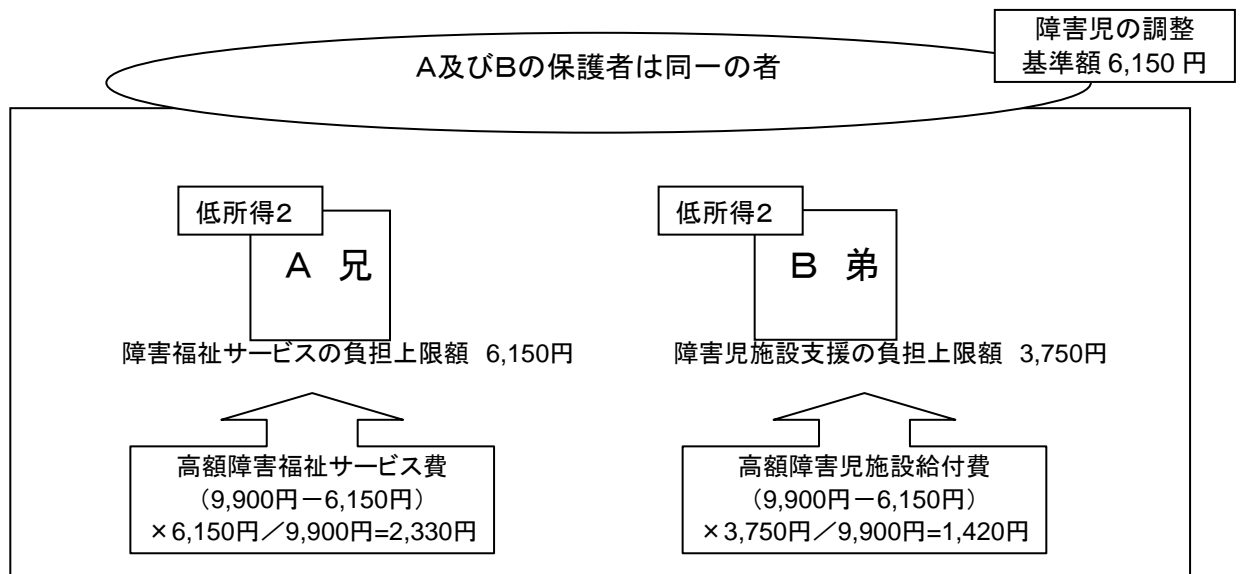 障害児の調整
基準額 6,150 円
A及びBの保護者は同一の者
低所得2
A 兄
障害福祉サービスの負担上限額 6,150円
高額障害福祉サービス費
（9,900円－6,150円）
×6,150円／9,900円=2,330円
低所得2
B 弟
障害児施設支援の負担上限額 3,750円
高額障害児施設給付費
（9,900円－6,150円）
×3,750円／9,900円=1,420円